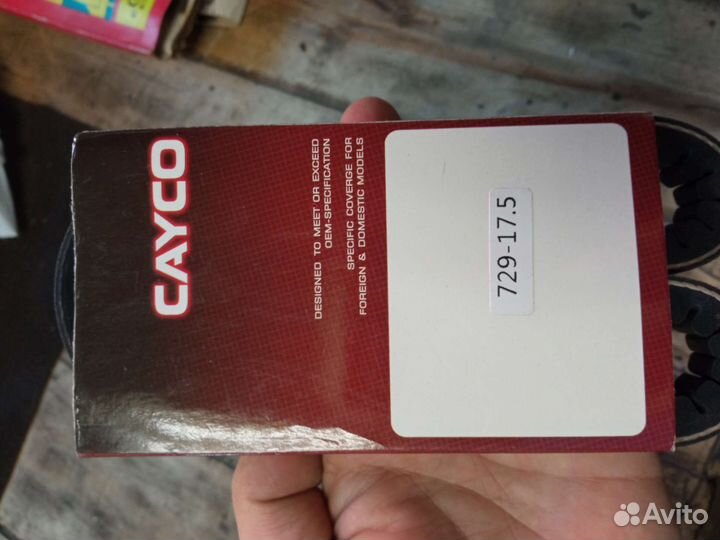 CAYCO
DESIGNED TO MEET OR EXCEED
OEM-SPECIFICATION
SPECIFIC COVERGE FOR
FOREIGN & DOMESTIC MODELS
729-17.5
Avito